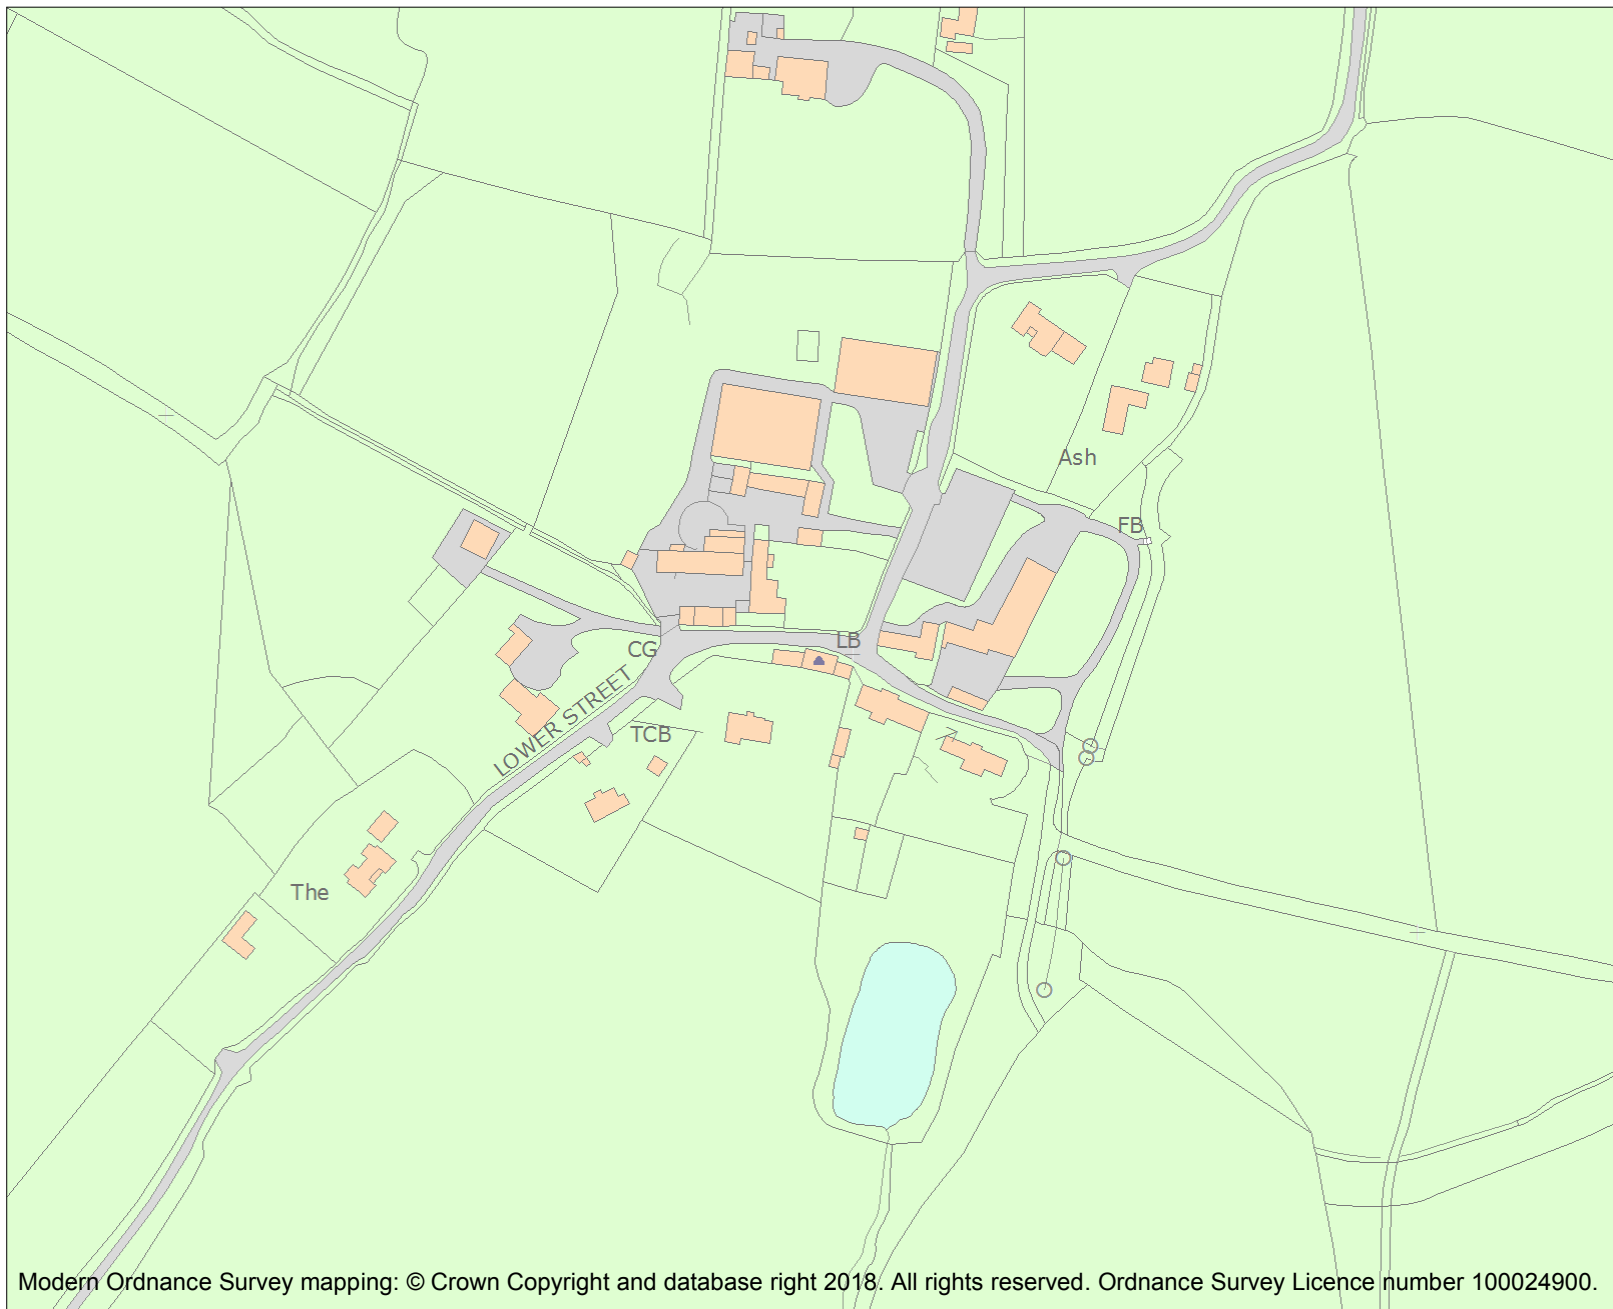 Ash
FB
LB
CG
LOWER STREET
TCB
The
Modern Ordnance Survey mapping: © Crown Copyright and database right 2018. All rights reserved. Ordnance Survey Licence number 100024900.